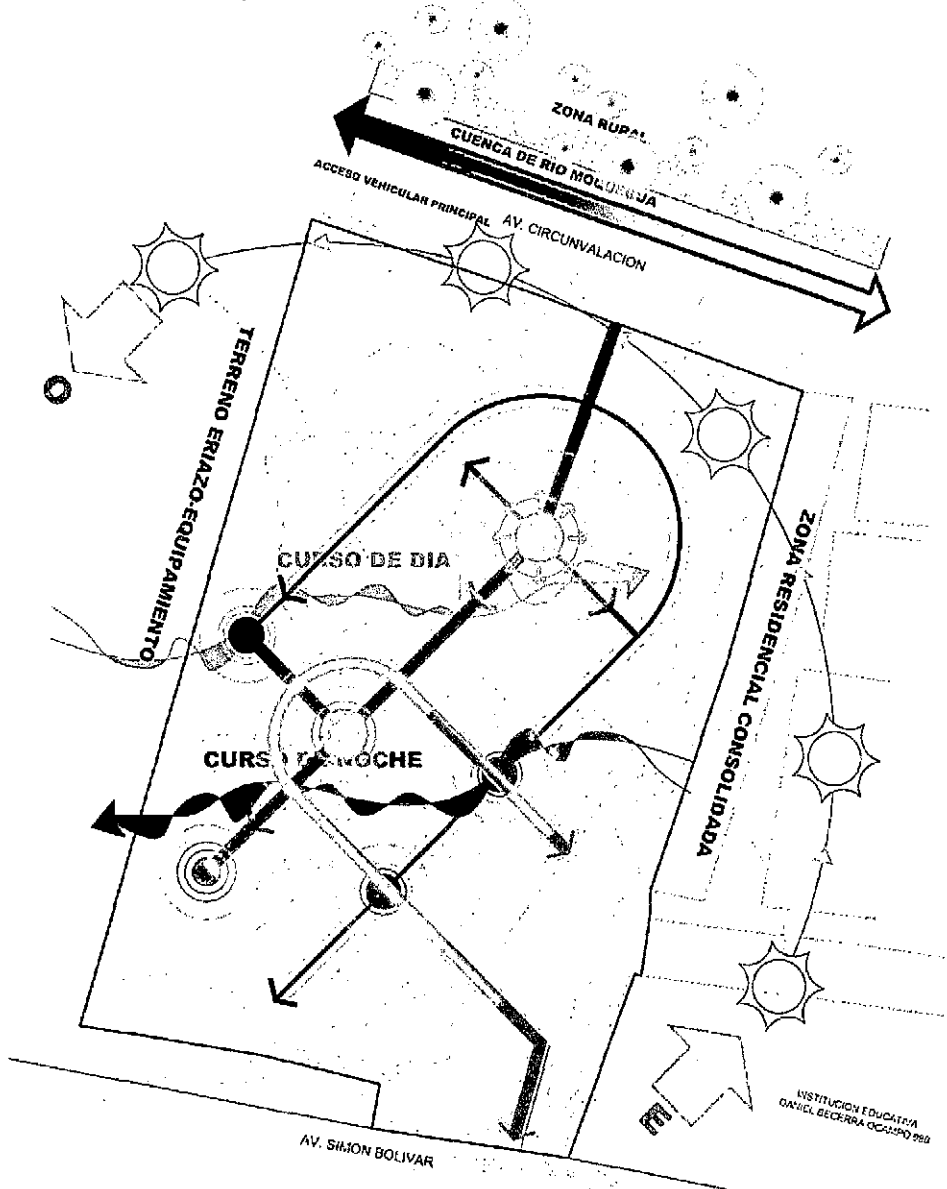 ZONA RURAL
CUENCA DE RIO MOQUEGUA
ACCESO VEHICULAR PRINCIPAL
AV. CIRCUNVALACION
O
TERRENO ERIAZO-EQUIPAMIENTO
CURSO DE DIA
ZONA RESIDENCIAL CONSOLIDADA
CURSO DE NOCHE
E
INSTITUCION EDUCATIVA
DANIEL BECERRA OCAMPO
AV. SIMON BOLIVAR